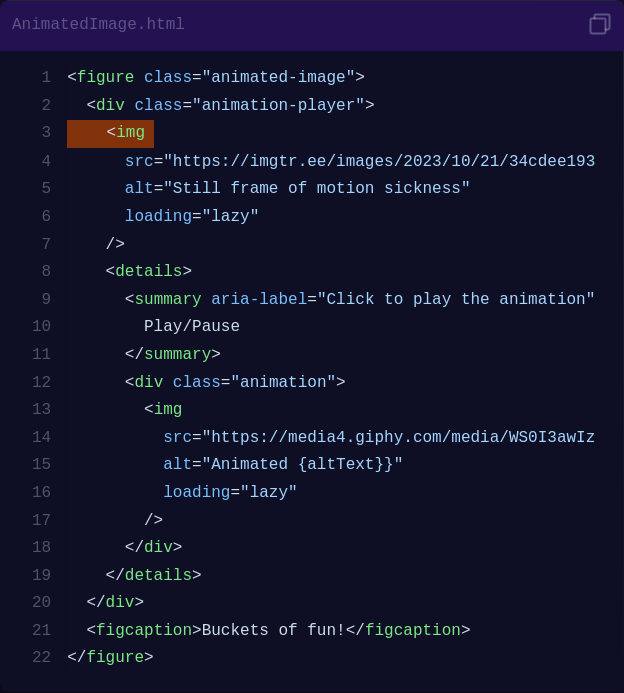 AnimatedImage.html
1 <figure class="animated-image">
2   <div class="animation-player">
3     <img
4       src="https://imgtr.ee/images/2023/10/21/34cdee193
5       alt="Still frame of motion sickness"
6       loading="lazy"
7     />
8     <details>
9       <summary aria-label="Click to play the animation"
10         Play/Pause
11       </summary>
12       <div class="animation">
13         <img
14           src="https://media4.giphy.com/media/WS0I3awIz
15           alt="Animated {altText}}"
16           loading="lazy"
17         />
18       </div>
19     </details>
20   </div>
21   <figcaption>Buckets of fun!</figcaption>
22 </figure>